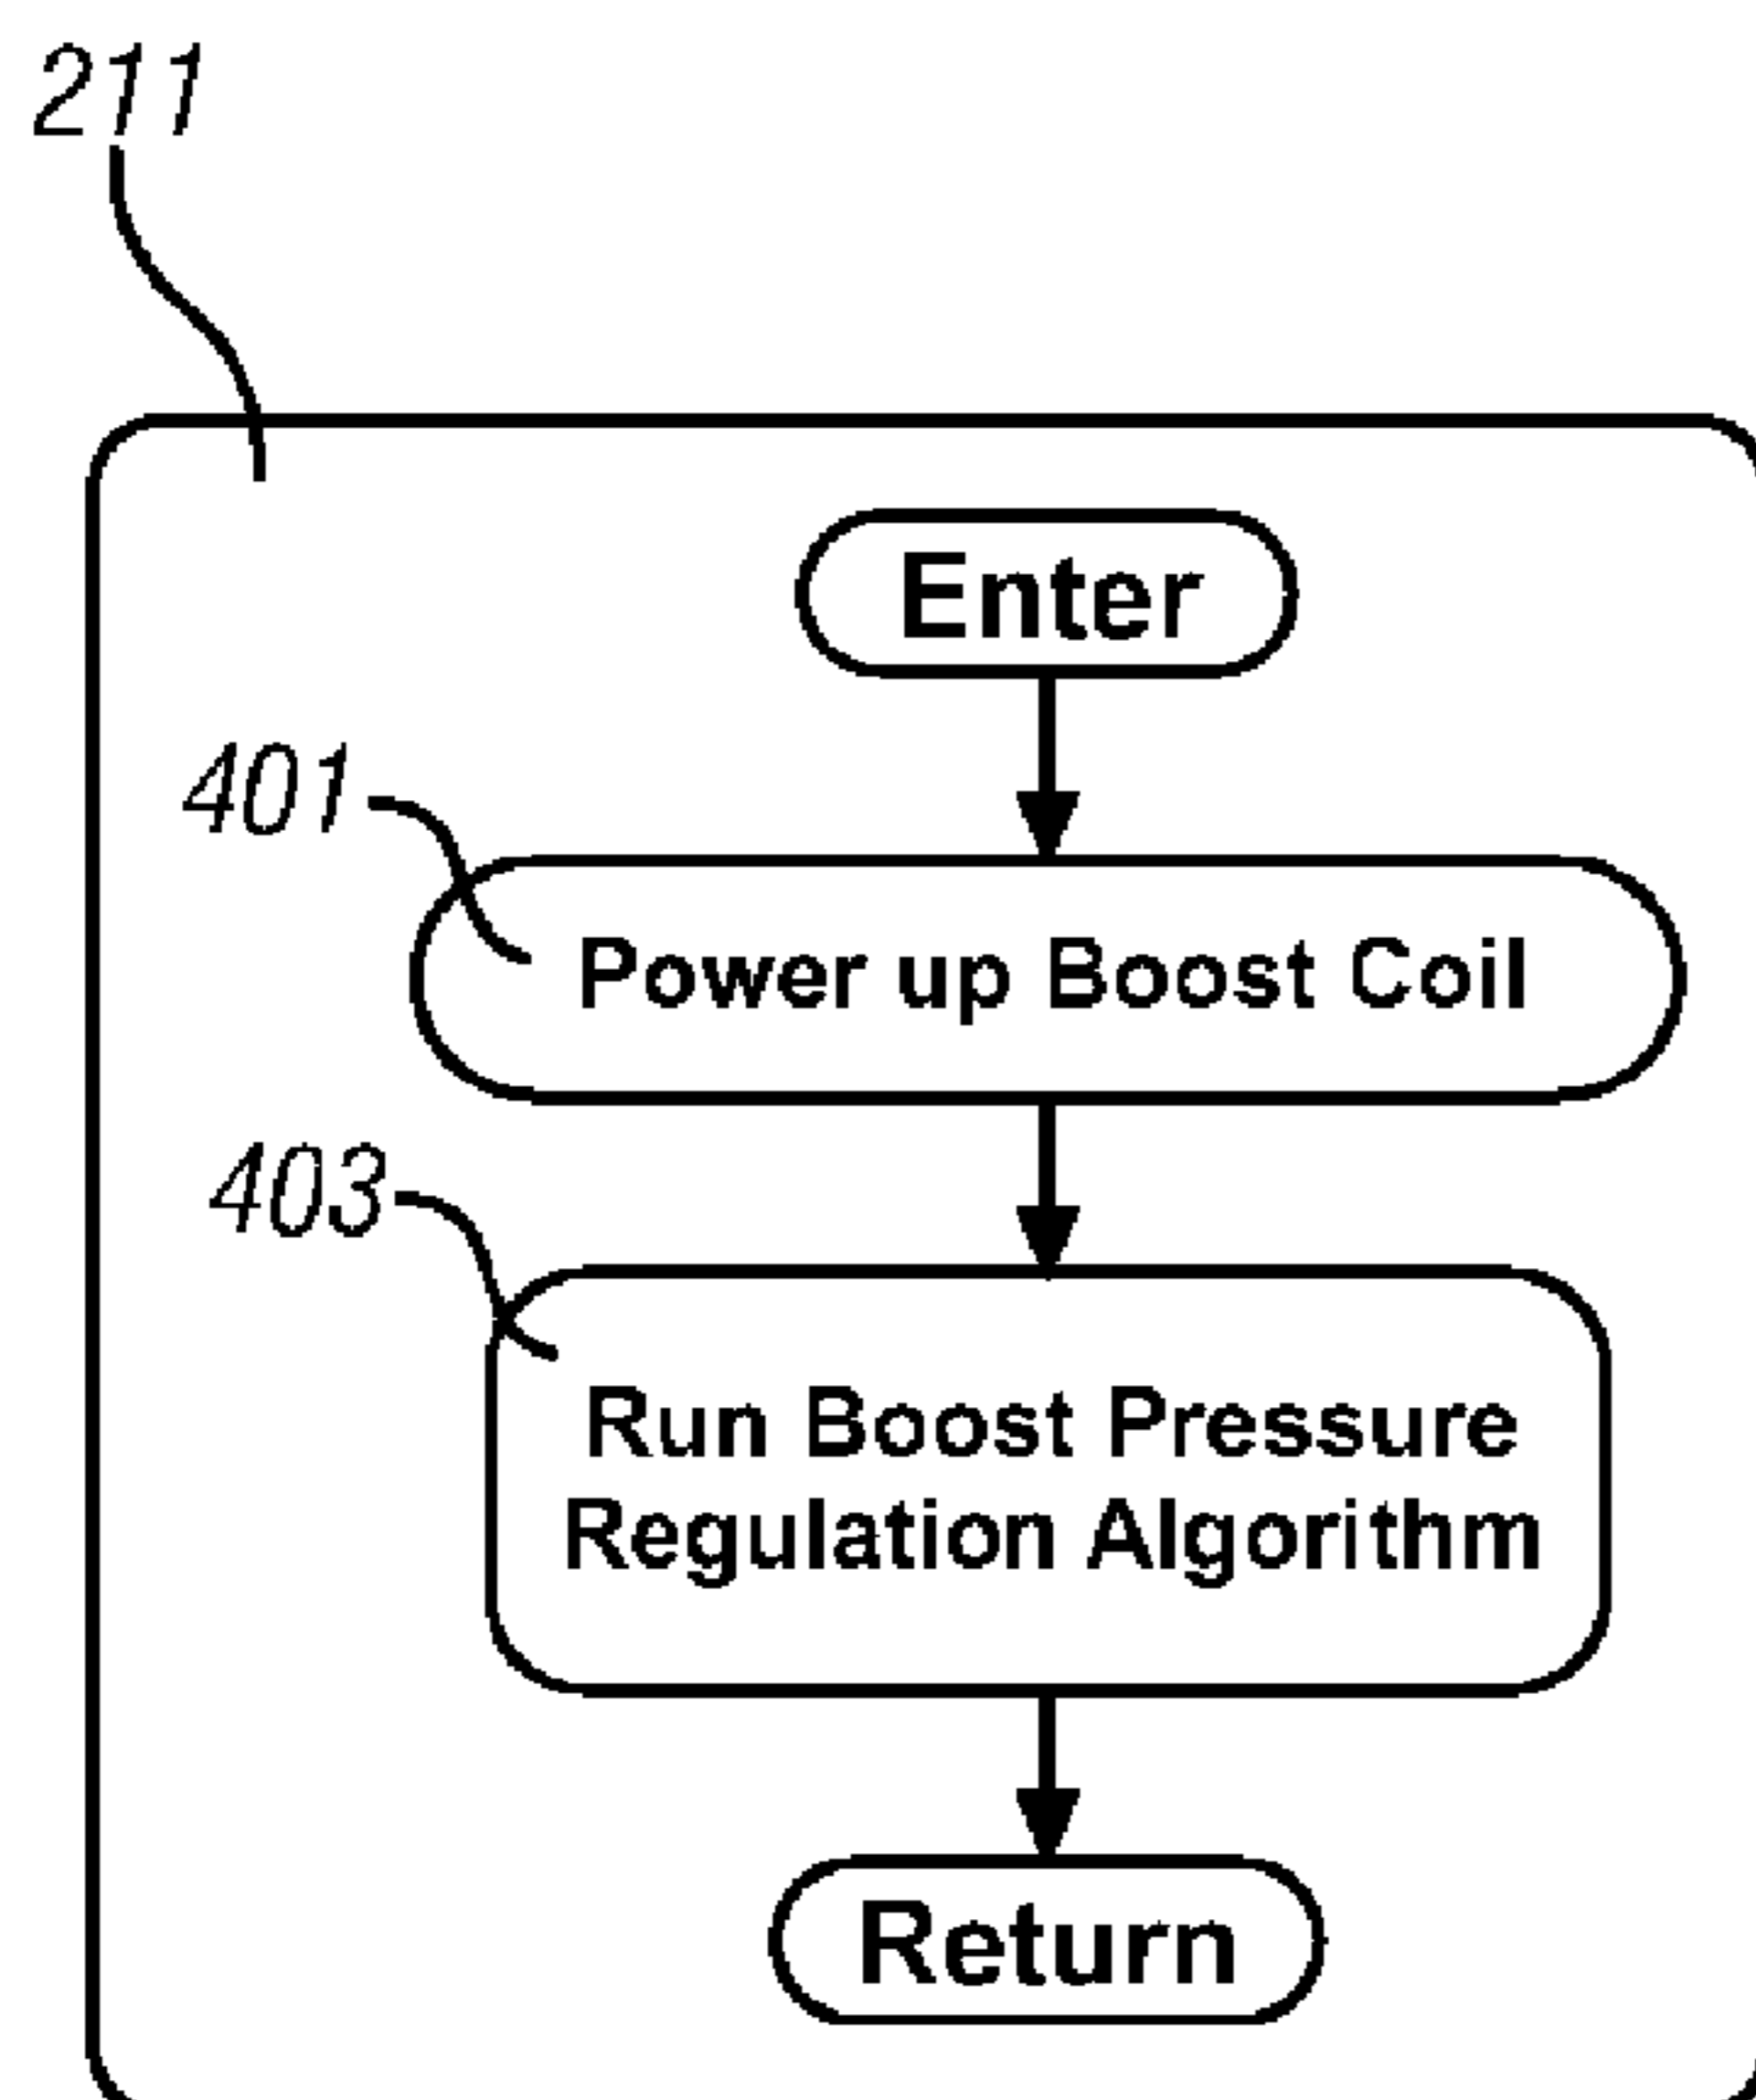 211
Enter
401
Power up Boost Coil
403
Run Boost Pressure
Regulation Algorithm
Return